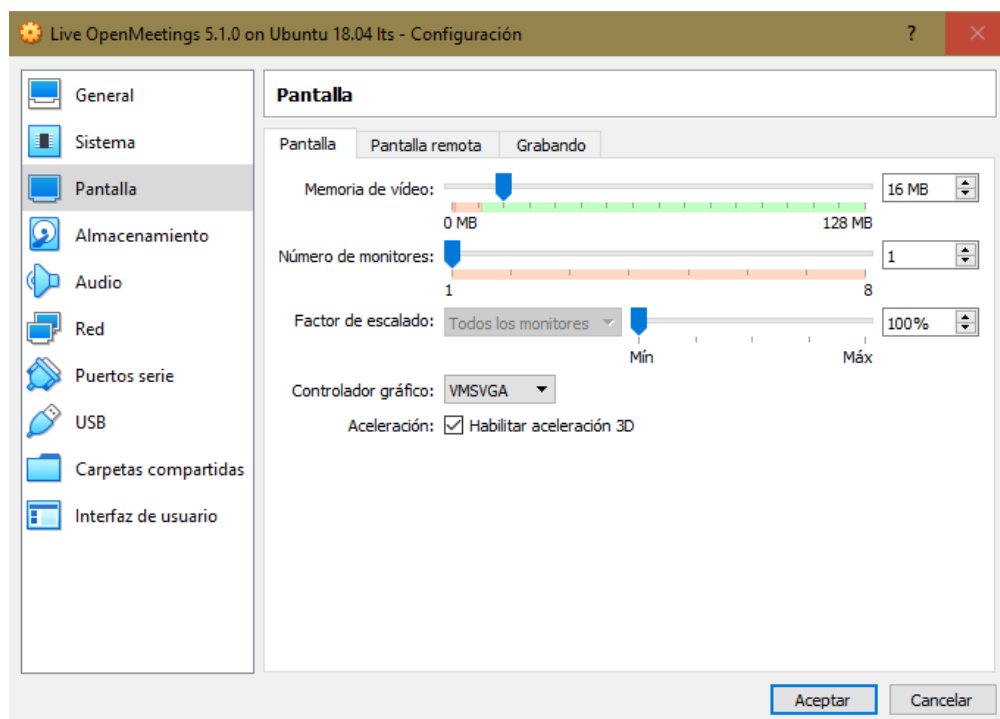 Live OpenMeetings 5.1.0 on Ubuntu 18.04 lts - Configuración ?
General
Sistema
Pantalla
Almacenamiento
Audio
Red
Puertos serie
USB
Carpetas compartidas
Interfaz de usuario
Pantalla
Pantalla Pantalla remota Grabando
Memoria de vídeo: 16 MB
0 MB 128 MB
Número de monitores: 1
1 8
Factor de escalado: Todos los monitores 100%
Mín Máx
Controlador gráfico: VMSVGA
Aceleración: Habilitar aceleración 3D
Aceptar Cancelar